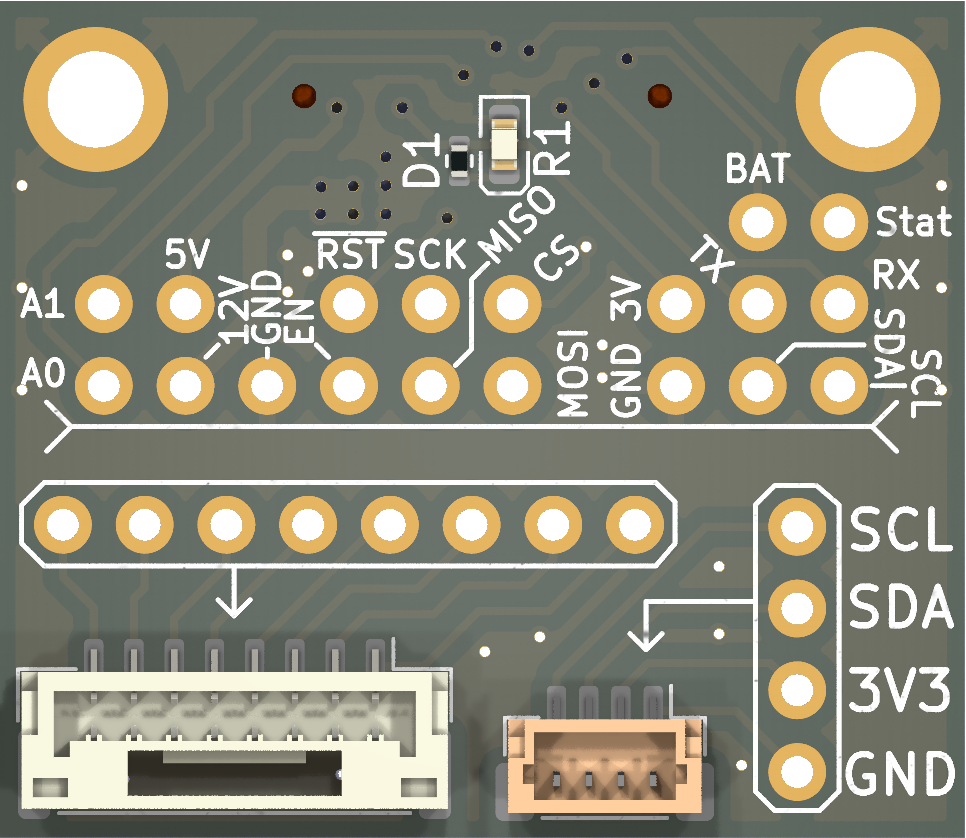 D1
R1
BAT
Stat
5V
RST
SCK
MISO
CS
TX
RX
A1
12V
GND
EN
3V
SDA
A0
MOSI
GND
SCL
SCL
SDA
3V3
GND